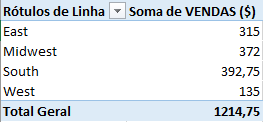 Rótulos de Linha Soma de VENDAS ($)
East 315
Midwest 372
South 392,75
West 135
Total Geral 1214,75